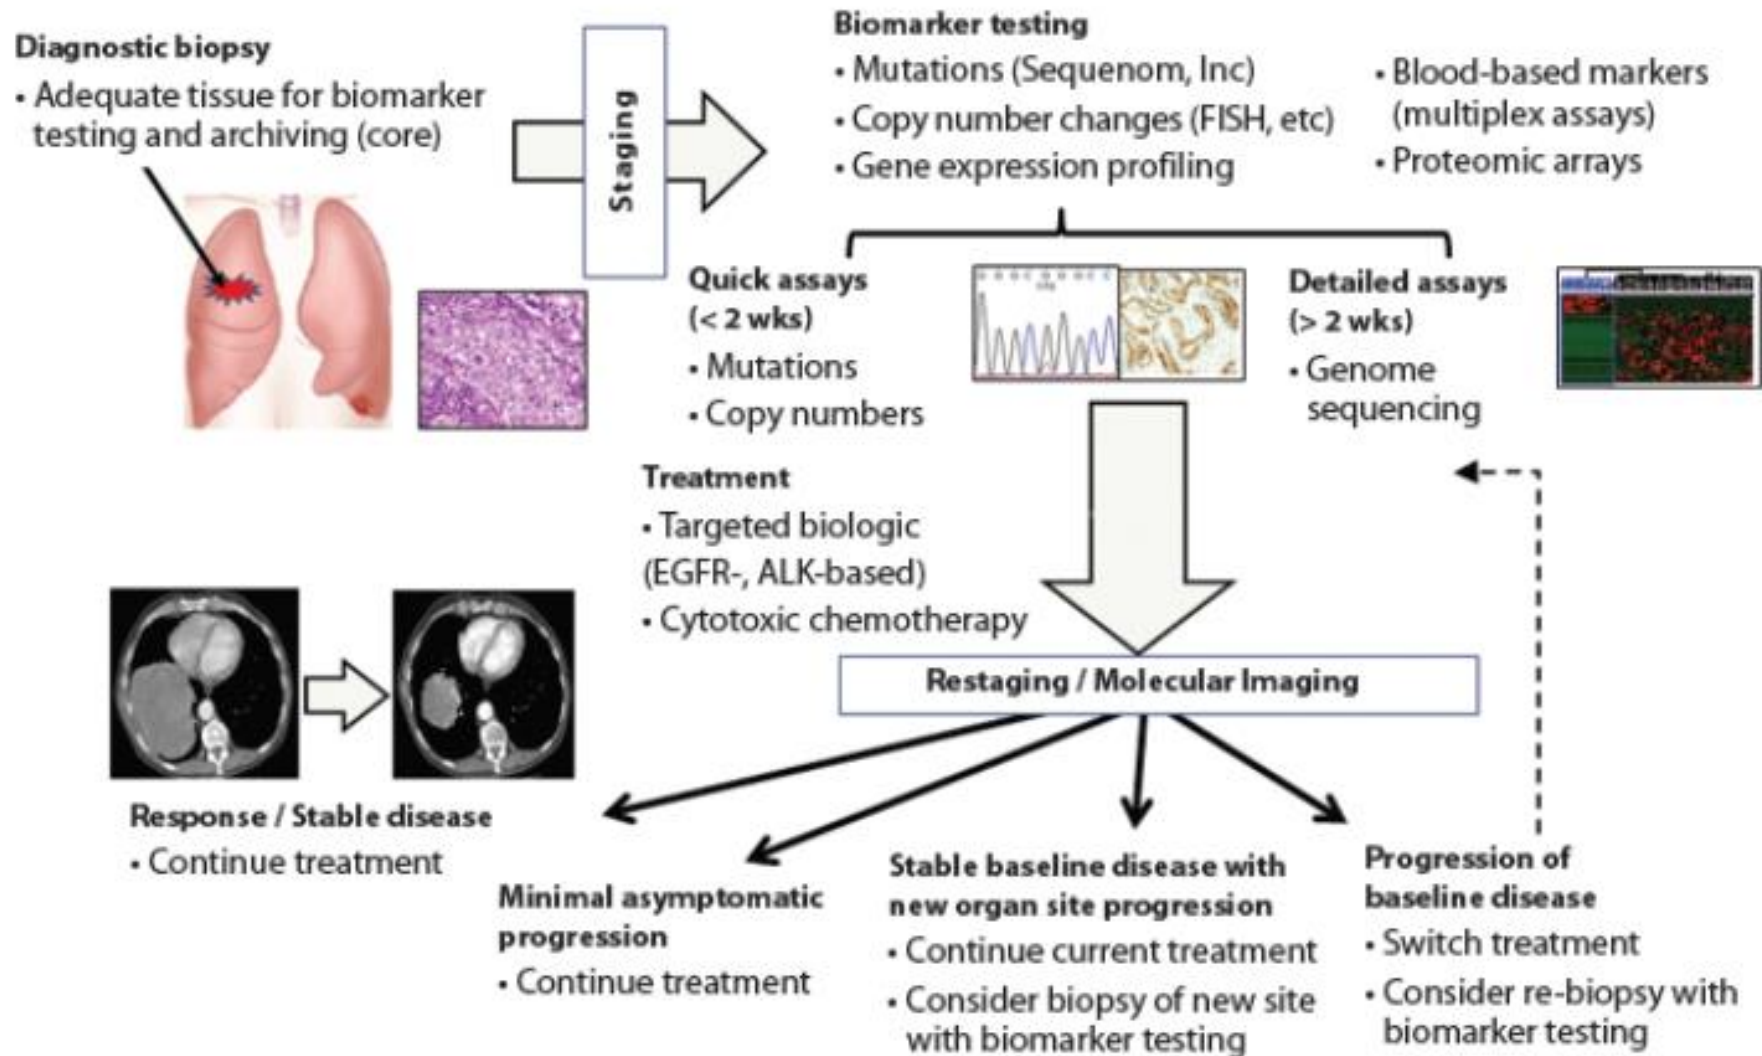 Diagnostic biopsy
• Adequate tissue for biomarker
testing and archiving (core)
Staging
Biomarker testing
• Mutations (Sequenom, Inc)
• Copy number changes (FISH, etc)
• Gene expression profiling
• Blood-based markers
(multiplex assays)
• Proteomic arrays
Quick assays
(< 2 wks)
• Mutations
• Copy numbers
Detailed assays
(> 2 wks)
• Genome
sequencing
Treatment
• Targeted biologic
(EGFR-, ALK-based)
• Cytotoxic chemotherapy
Restaging / Molecular Imaging
Response / Stable disease
• Continue treatment
Minimal asymptomatic
progression
• Continue treatment
Stable baseline disease with
new organ site progression
• Continue current treatment
• Consider biopsy of new site
with biomarker testing
Progression of
baseline disease
• Switch treatment
• Consider re-biopsy with
biomarker testing